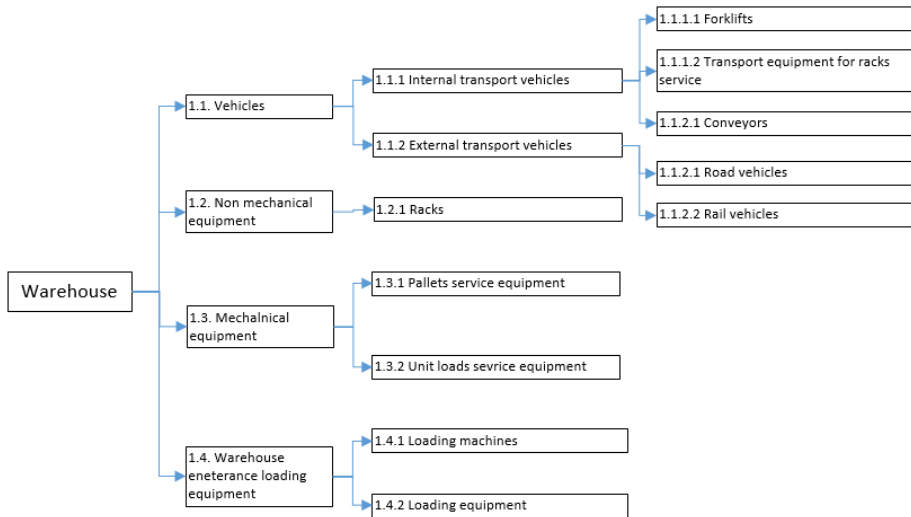 1.1.1.1 Forklifts
1.1.1.2 Transport equipment for racks
service
1.1.1 Internal transport vehicles
1.1. Vehicles
1.1.2.1 Conveyors
1.1.2 External transport vehicles
1.1.2.1 Road vehicles
1.2. Non mechanical
equipment
1.2.1 Racks
1.1.2.2 Rail vehicles
Warehouse
1.3.1 Pallets service equipment
1.3. Mechalnical
equipment
1.3.2 Unit loads sevrice equipment
1.4. Warehouse
eneterance loading
equipment
1.4.1 Loading machines
1.4.2 Loading equipment